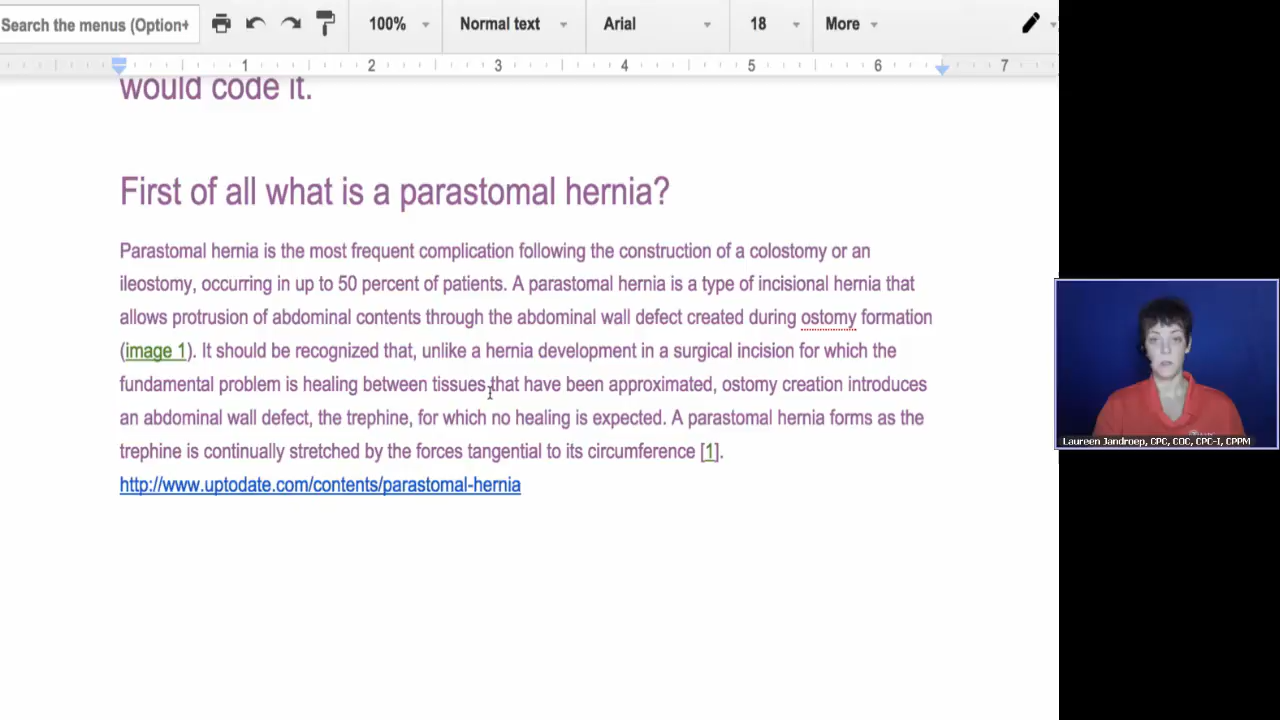 Search the menus (Option+
100%
Normal text
Arial
18
More
1 2 3 4 5 6 7
would code it.
First of all what is a parastomal hernia?
Parastomal hernia is the most frequent complication following the construction of a colostomy or an
ileostomy, occurring in up to 50 percent of patients. A parastomal hernia is a type of incisional hernia that
allows protrusion of abdominal contents through the abdominal wall defect created during ostomy formation
(image 1). It should be recognized that, unlike a hernia development in a surgical incision for which the
fundamental problem is healing between tissues that have been approximated, ostomy creation introduces
an abdominal wall defect, the trephine, for which no healing is expected. A parastomal hernia forms as the
trephine is continually stretched by the forces tangential to its circumference [1].
http://www.uptodate.com/contents/parastomal-hernia
Laureen Jandroep, CPC, COC, CPC-I, CPPM